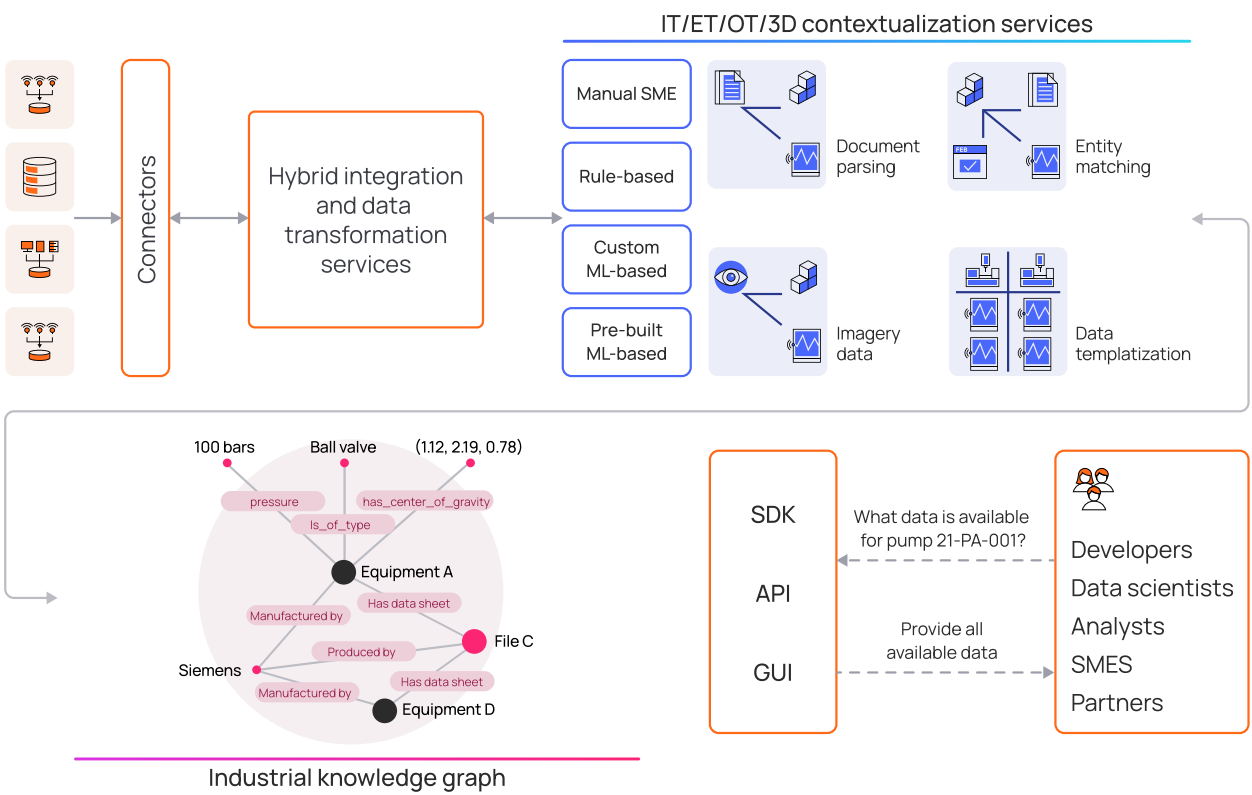 IT/ET/OT/3D contextualization services
Connectors
Hybrid integration
and data
transformation
services
Manual SME
Rule-based
Custom
ML-based
Pre-built
ML-based
Document
parsing
FEB
Entity
matching
Imagery
data
Data
templatization
100 bars
Ball valve
(1.12, 2.19, 0.78)
pressure
has_center_of_gravity
Is_of_type
Equipment A
Has data sheet
Manufactured by
File C
Produced by
Siemens
Has data sheet
Manufactured by
Equipment D
Industrial knowledge graph
SDK
API
GUI
What data is available
for pump 21-PA-001?
Provide all
available data
Developers
Data scientists
Analysts
SMES
Partners